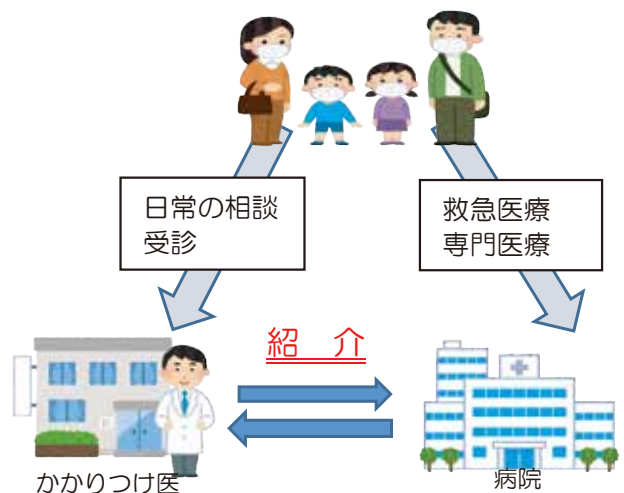 日常の相談
受診
救急医療
専門医療
紹　介
かかりつけ医
病院